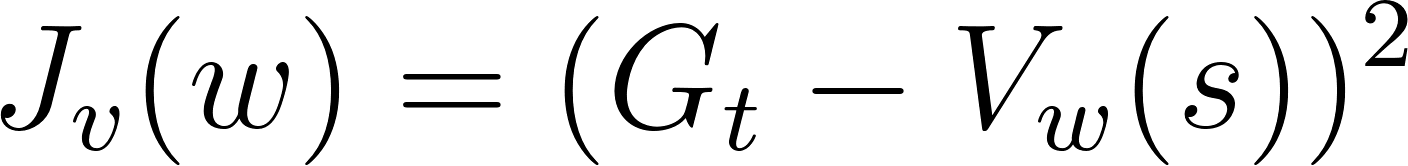 J_v(w) = (G_t − V_w(s))^2